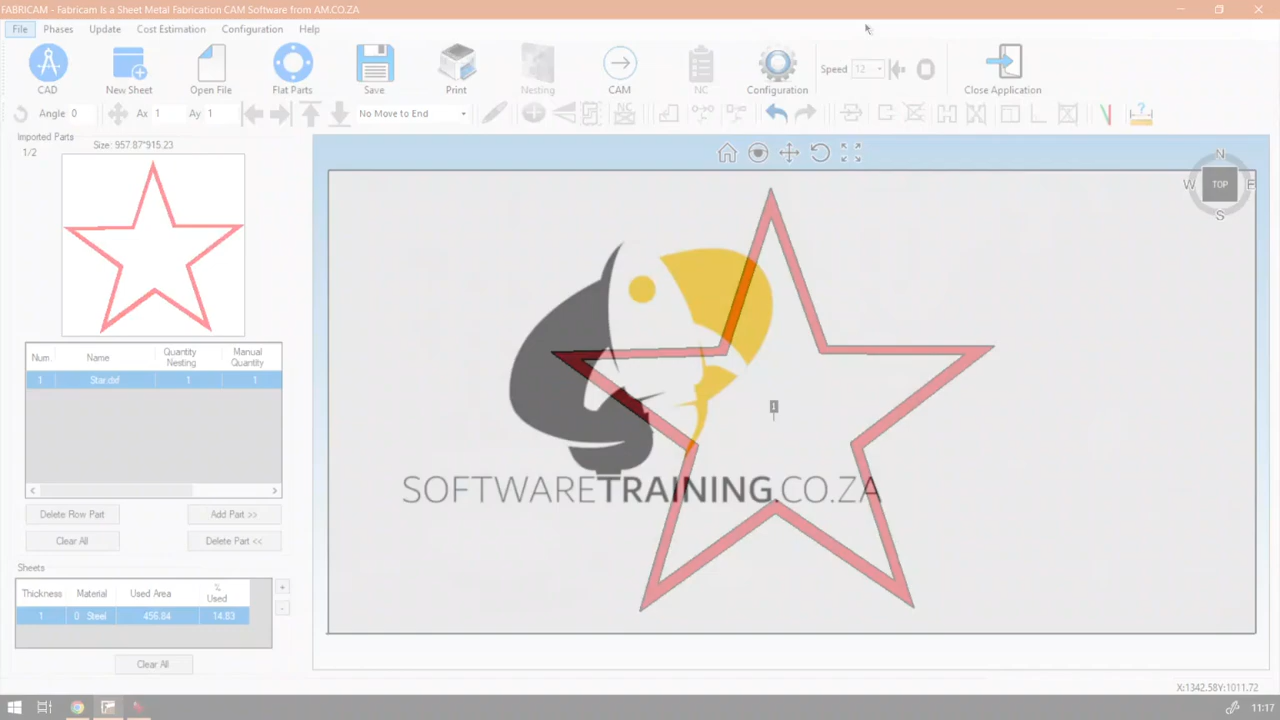 FABRICAM - Fabricam Is a Sheet Metal Fabrication CAM Software from AM.CO.ZA
File Phases Update Cost Estimation Configuration Help
CAD New Sheet Open File Flat Parts Save Print Nesting CAM NC Configuration Speed 12 Close Application
Angle 0 Ax 1 Ay 1 No Move to End NC
Imported Parts
1/2 Size: 957.87*915.23
N
W TOP E
S
Num. Name Quantity Nesting Manual Quantity
1 Star.dxf 1 1
1
SOFTWARETRAINING.CO.ZA
Delete Row Part Add Part >>
Clear All Delete Part <<
Sheets
Thickness Material Used Area % Used
1 0 Steel 456.84 14.83
+
-
Clear All
X:1342.58Y:1011.72
11:17